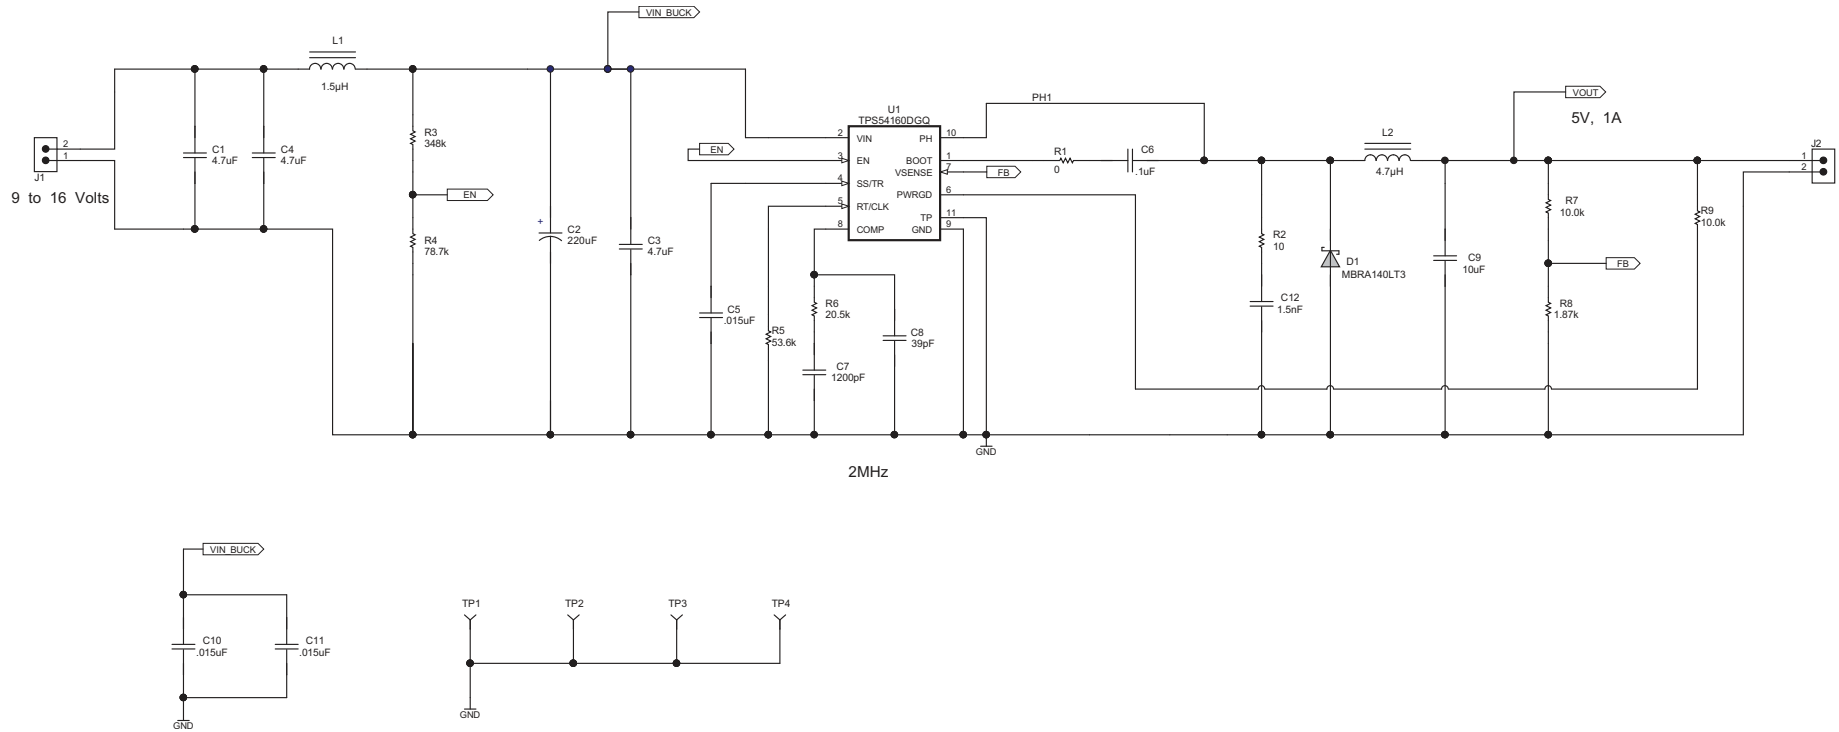 VIN_BUCK
L1
1.5µH
R3
348k
C1
4.7uF
C4
4.7uF
2
1
J1
9 to 16 Volts
EN
R4
78.7k
+
C2
220uF
C3
4.7uF
U1
TPS54160DGQ
2 VIN PH 10
3 EN BOOT 1
VSENSE 7
4 SS/TR
PWRGD 6
5 RT/CLK
TP 11
8 COMP GND 9
EN
FB
PH1
R1
0
C6
.1uF
VOUT
5V, 1A
L2
4.7µH
J2
1
2
R7
10.0k
R9
10.0k
R2
10
D1
MBRA140LT3
C9
10uF
FB
C12
1.5nF
R8
1.87k
C5
.015uF
R5
53.6k
R6
20.5k
C8
39pF
C7
1200pF
GND
2MHz
VIN_BUCK
C10
.015uF
C11
.015uF
GND
TP1
TP2
TP3
TP4
GND